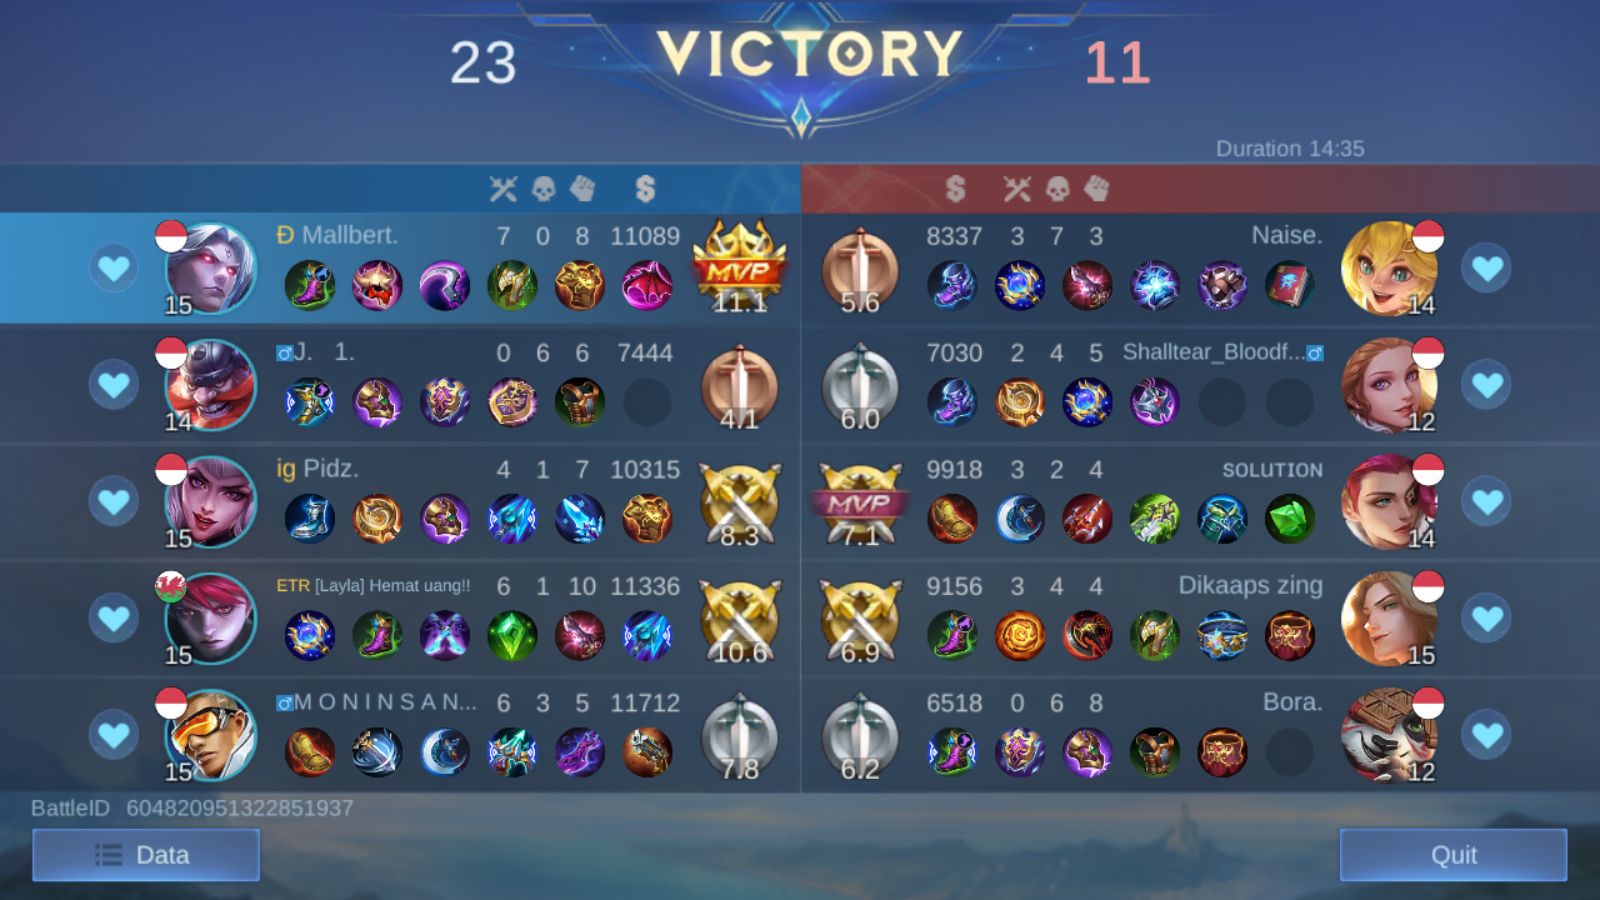 23 VICTORY 11
Duration 14:35
Đ Mallbert. 7 0 8 11089
15 MVP 11.1
8337 3 7 3 Naise.
5.6 14
J. 1. 0 6 6 7444
14 4.1
7030 2 4 5 Shalltear_Bloodf...
6.0 12
ig Pidz. 4 1 7 10315
15 8.3
9918 3 2 4 SOLUTION
MVP 7.1 14
ETR [Layla] Hemat uang!! 6 1 10 11336
15 10.6
9156 3 4 4 Dikaaps zing
6.9 15
M O N I N S A N... 6 3 5 11712
15 7.8
6518 0 6 8 Bora.
6.2 12
BattleID 604820951322851937
Data
Quit